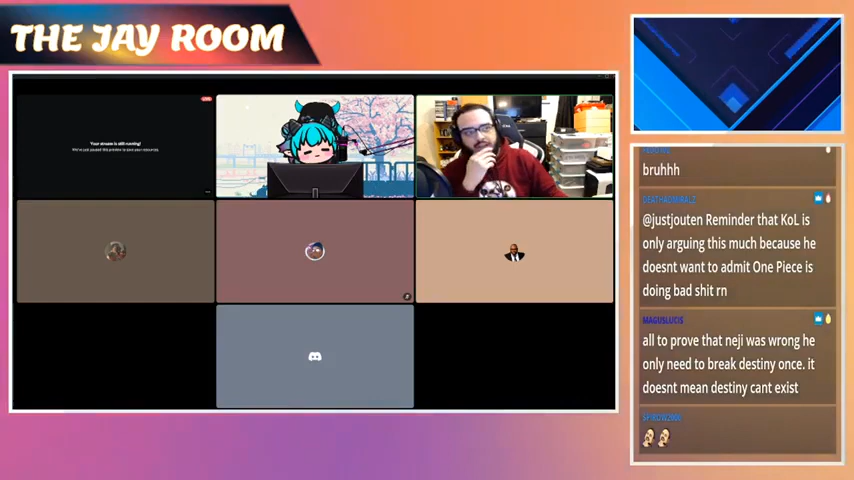 THE JAY ROOM
LIVE
Your stream is still running!
We've just paused this preview to save your resources.
bruhhh
@justjouten Reminder that KoL is
only arguing this much because he
doesnt want to admit One Piece is
doing bad shit rn
MAGUSLUCIS
all to prove that neji was wrong he
only need to break destiny once. it
doesnt mean destiny cant exist